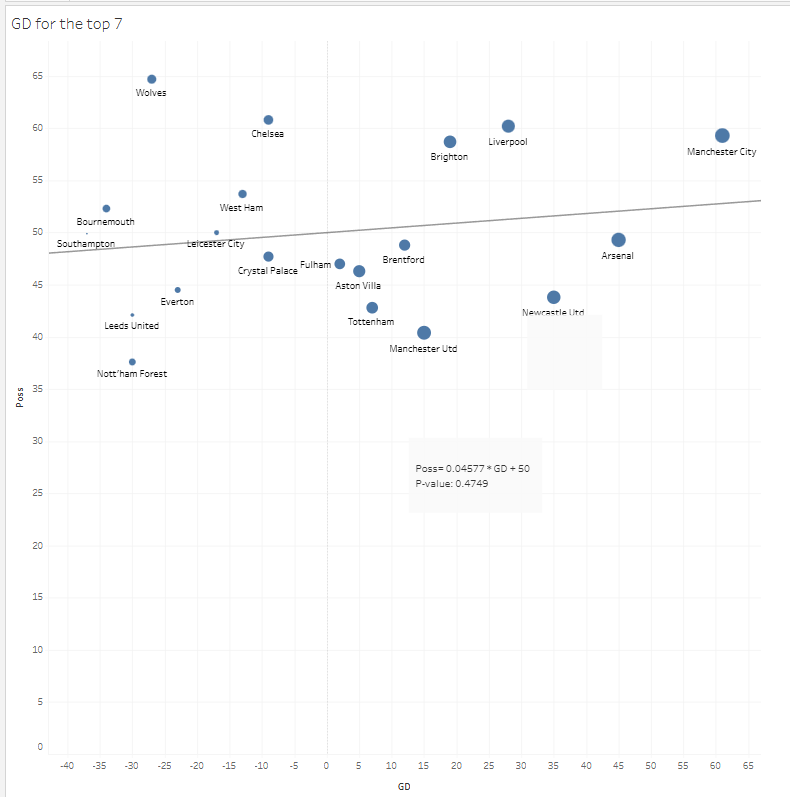 GD for the top 7
65
Wolves
60
Chelsea
Liverpool
Brighton
Manchester City
55
West Ham
Bournemouth
50
Southampton
Leicester City
Arsenal
Brentford
Fulham
Crystal Palace
Aston Villa
45
Everton
Newcastle Utd
Tottenham
Leeds United
40
Manchester Utd
Nott'ham Forest
35
Poss
30
Poss= 0.04577 * GD + 50
P-value: 0.4749
25
20
15
10
5
0
-40 -35 -30 -25 -20 -15 -10 -5 0 5 10 15 20 25 30 35 40 45 50 55 60 65
GD